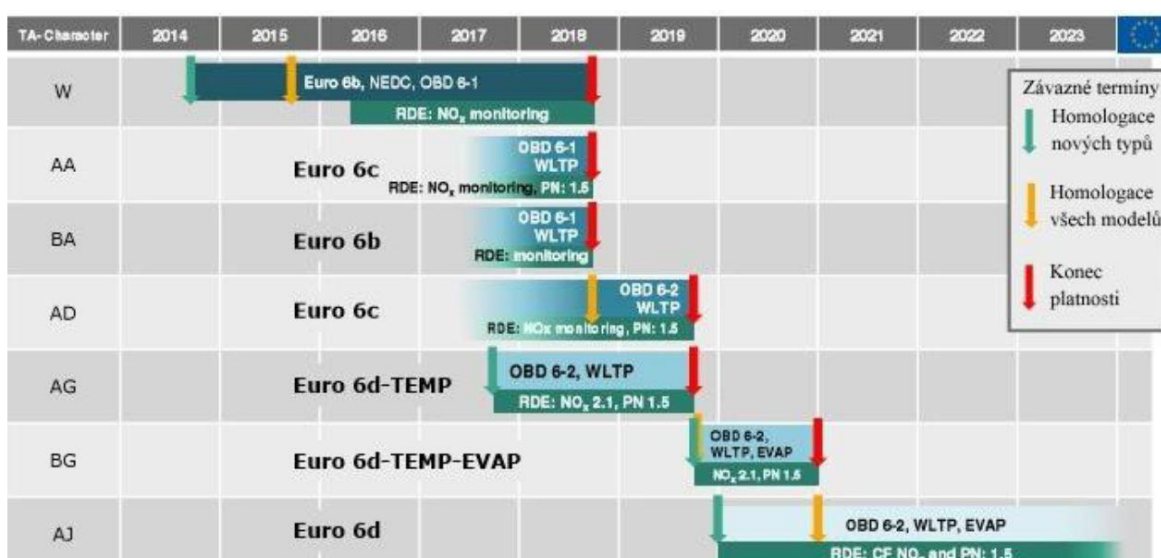 TA-Character 2014 2015 2016 2017 2018 2019 2020 2021 2022 2023
W Euro 6b, NEDC, OBD 6-1
RDE: NOx monitoring
AA Euro 6c OBD 6-1
WLTP
RDE: NOx monitoring, PN: 1.5
BA Euro 6b OBD 6-1
WLTP
RDE: monitoring
AD Euro 6c OBD 6-2
WLTP
RDE: NOx monitoring, PN: 1.5
AG Euro 6d-TEMP OBD 6-2, WLTP
RDE: NOx 2.1, PN 1.5
BG Euro 6d-TEMP-EVAP OBD 6-2,
WLTP, EVAP
NOx 2.1, PN 1.5
AJ Euro 6d OBD 6-2, WLTP, EVAP
RDE: CF NOx and PN: 1.5
Závazné termíny
Homologace
nových typů
Homologace
všech modelů
Konec
platnosti